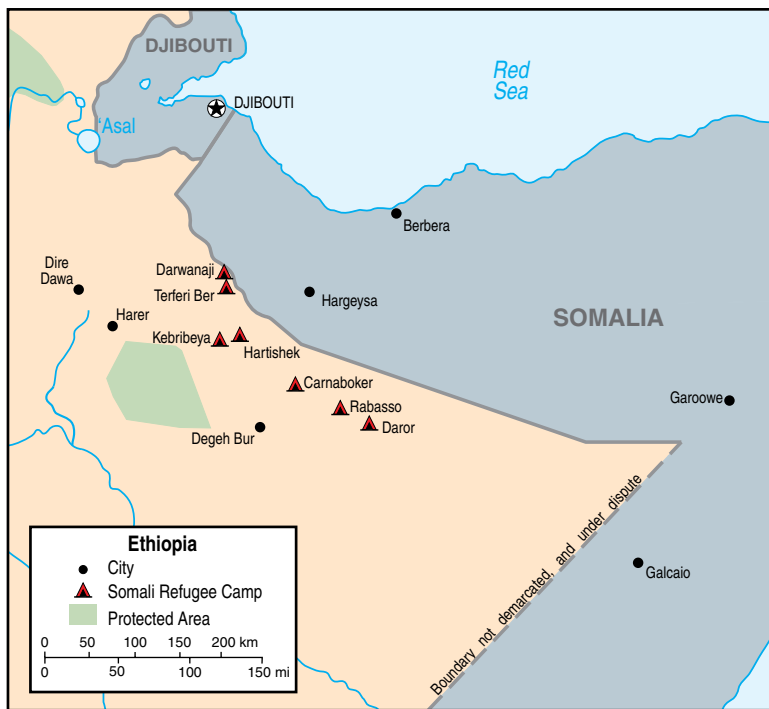 DJIBOUTI
Red
Sea
DJIBOUTI
'Asal
Berbera
Dire
Dawa
Darwanaji
Terferi Ber
Hargeysa
Harer
SOMALIA
Kebribeya
Hartishek
Carnaboker
Garoowe
Rabasso
Degeh Bur
Daror
Boundary not demarcated, and under dispute
Galcaio
Ethiopia
City
Somali Refugee Camp
Protected Area
0 50 100 150 200 km
0 50 100 150 mi